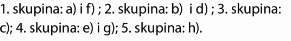 1. skupina: a) i f) ; 2. skupina: b)  i d) ; 3. skupina:
c); 4. skupina: e) i g); 5. skupina: h).